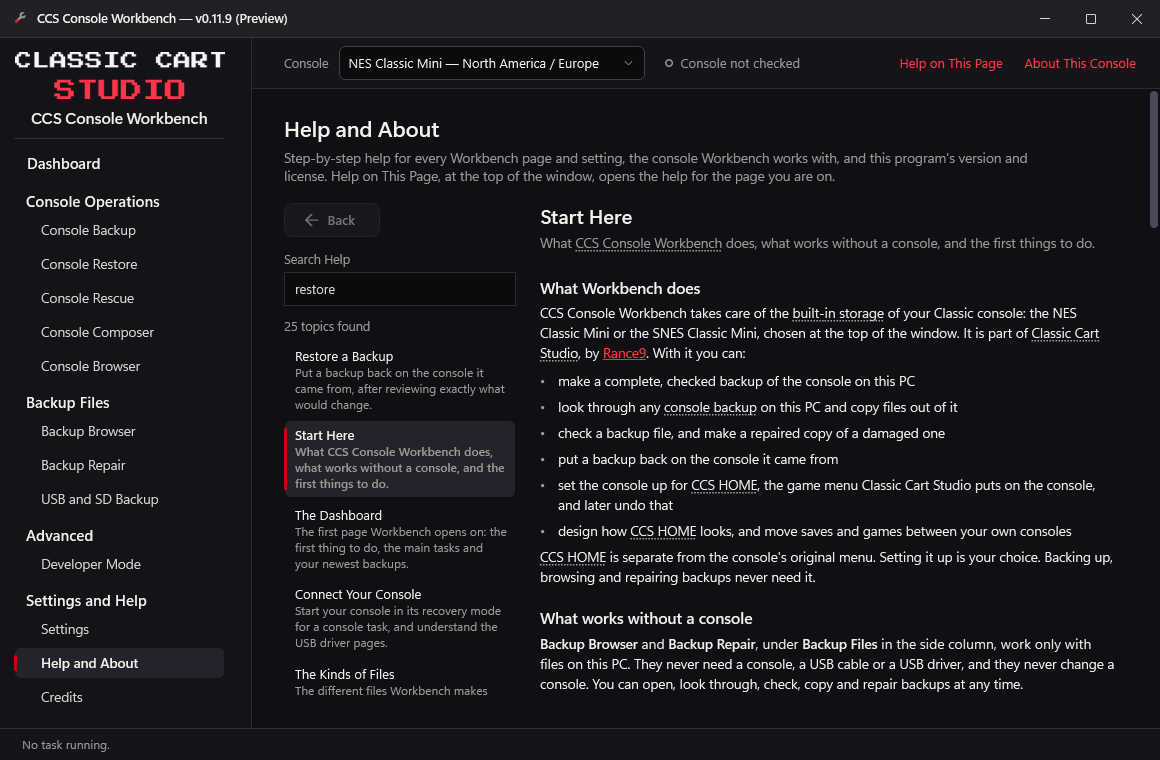 CCS Console Workbench — v0.11.9 (Preview)
CLASSIC CART
STUDIO
CCS Console Workbench
Dashboard
Console Operations
Console Backup
Console Restore
Console Rescue
Console Composer
Console Browser
Backup Files
Backup Browser
Backup Repair
USB and SD Backup
Advanced
Developer Mode
Settings and Help
Settings
Help and About
Credits
Console
NES Classic Mini — North America / Europe
Console not checked
Help on This Page
About This Console
Help and About
Step-by-step help for every Workbench page and setting, the console Workbench works with, and this program's version and
license. Help on This Page, at the top of the window, opens the help for the page you are on.
Back
Search Help
restore
25 topics found
Restore a Backup
Put a backup back on the console it
came from, after reviewing exactly what
would change.
Start Here
What CCS Console Workbench does,
what works without a console, and the
first things to do.
The Dashboard
The first page Workbench opens on: the
first thing to do, the main tasks and
your newest backups.
Connect Your Console
Start your console in its recovery mode
for a console task, and understand the
USB driver pages.
The Kinds of Files
The different files Workbench makes
Start Here
What CCS Console Workbench does, what works without a console, and the first things to do.
What Workbench does
CCS Console Workbench takes care of the built-in storage of your Classic console: the NES
Classic Mini or the SNES Classic Mini, chosen at the top of the window. It is part of Classic Cart
Studio, by Rance9. With it you can:
• make a complete, checked backup of the console on this PC
• look through any console backup on this PC and copy files out of it
• check a backup file, and make a repaired copy of a damaged one
• put a backup back on the console it came from
• set the console up for CCS HOME, the game menu Classic Cart Studio puts on the console,
and later undo that
• design how CCS HOME looks, and move saves and games between your own consoles
CCS HOME is separate from the console's original menu. Setting it up is your choice. Backing up,
browsing and repairing backups never need it.
What works without a console
Backup Browser and Backup Repair, under Backup Files in the side column, work only with
files on this PC. They never need a console, a USB cable or a USB driver, and they never change a
console. You can open, look through, check, copy and repair backups at any time.
No task running.